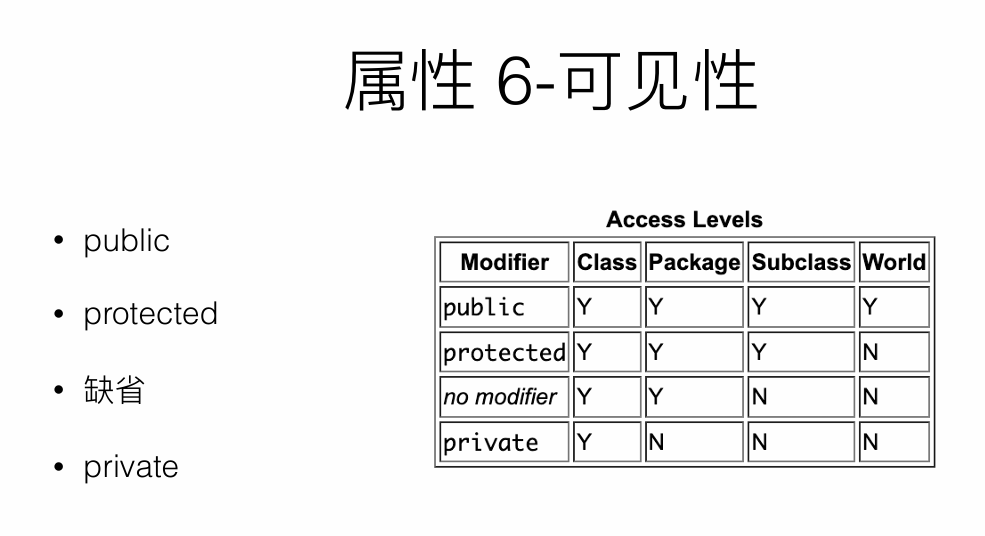 属性 6-可见性
• public
• protected
• 缺省
• private
Access Levels
Modifier Class Package Subclass World
public Y Y Y Y
protected Y Y Y N
no modifier Y Y N N
private Y N N N